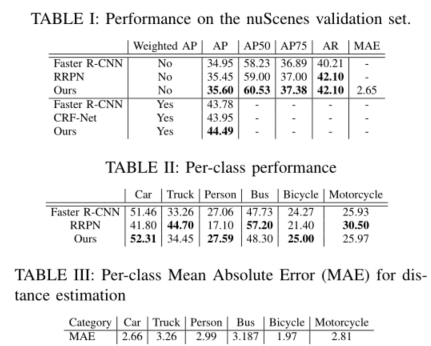 TABLE I: Performance on the nuScenes validation set.
Weighted AP AP AP50 AP75 AR MAE
Faster R-CNN No 34.95 58.23 36.89 40.21 -
RRPN No 35.45 59.00 37.00 42.10 -
Ours No 35.60 60.53 37.38 42.10 2.65
Faster R-CNN Yes 43.78 - - - -
CRF-Net Yes 43.95 - - - -
Ours Yes 44.49 - - - -
TABLE II: Per-class performance
Car Truck Person Bus Bicycle Motorcycle
Faster R-CNN 51.46 33.26 27.06 47.73 24.27 25.93
RRPN 41.80 44.70 17.10 57.20 21.40 30.50
Ours 52.31 34.45 27.59 48.30 25.00 25.97
TABLE III: Per-class Mean Absolute Error (MAE) for dis-
tance estimation
Category Car Truck Person Bus Bicycle Motorcycle
MAE 2.66 3.26 2.99 3.187 1.97 2.81